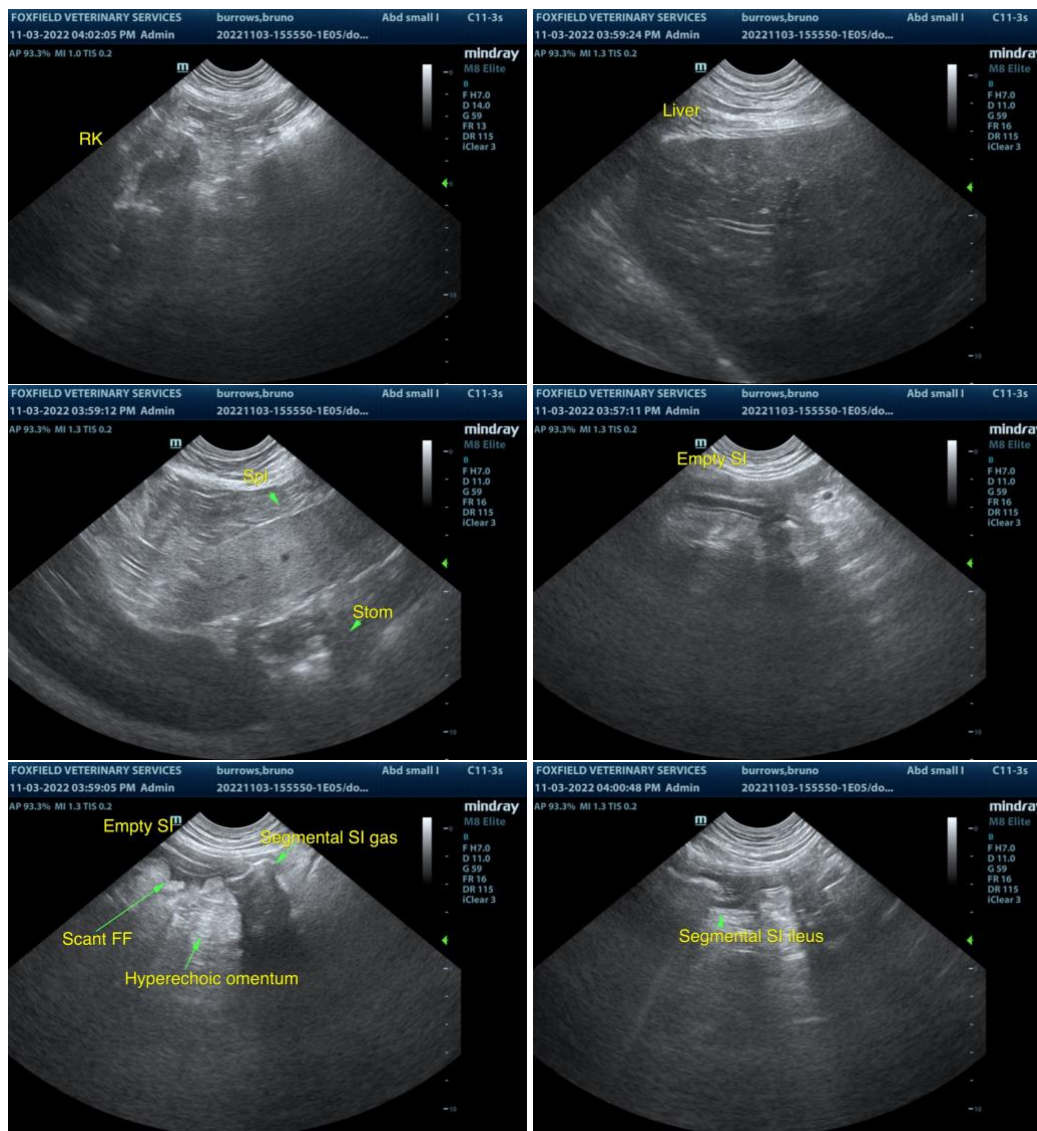 FOXFIELD VETERINARY SERVICES burrows,bruno Abd small I C11-3s
11-03-2022 04:02:05 PM Admin 20221103-155550-1E05/do...
AP 93.3% MI 1.0 TIS 0.2
m
mindray
M8 Elite
B
F H7.0
D 14.0
G 59
FR 13
DR 115
iClear 3
RK
0
5
10
FOXFIELD VETERINARY SERVICES burrows,bruno Abd small I C11-3s
11-03-2022 03:59:24 PM Admin 20221103-155550-1E05/do...
AP 93.3% MI 1.3 TIS 0.2
m
mindray
M8 Elite
B
F H7.0
D 11.0
G 59
FR 16
DR 115
iClear 3
Liver
0
10
FOXFIELD VETERINARY SERVICES burrows,bruno Abd small I C11-3s
11-03-2022 03:59:12 PM Admin 20221103-155550-1E05/do...
AP 93.3% MI 1.3 TIS 0.2
m
mindray
M8 Elite
B
F H7.0
D 11.0
G 59
FR 16
DR 115
iClear 3
Spl
Stom
0
10
FOXFIELD VETERINARY SERVICES burrows,bruno Abd small I C11-3s
11-03-2022 03:57:11 PM Admin 20221103-155550-1E05/do...
AP 93.3% MI 1.3 TIS 0.2
m
mindray
M8 Elite
B
F H7.0
D 11.0
G 59
FR 16
DR 115
iClear 3
Empty SI
0
10
FOXFIELD VETERINARY SERVICES burrows,bruno Abd small I C11-3s
11-03-2022 03:59:05 PM Admin 20221103-155550-1E05/do...
AP 93.3% MI 1.3 TIS 0.2
m
mindray
M8 Elite
B
F H7.0
D 11.0
G 59
FR 16
DR 115
iClear 3
Empty SI
Segmental SI gas
Scant FF
Hyperechoic omentum
0
10
FOXFIELD VETERINARY SERVICES burrows,bruno Abd small I C11-3s
11-03-2022 04:00:48 PM Admin 20221103-155550-1E05/do...
AP 93.3% MI 1.3 TIS 0.2
m
mindray
M8 Elite
B
F H7.0
D 11.0
G 59
FR 16
DR 115
iClear 3
Segmental SI ileus
0
10